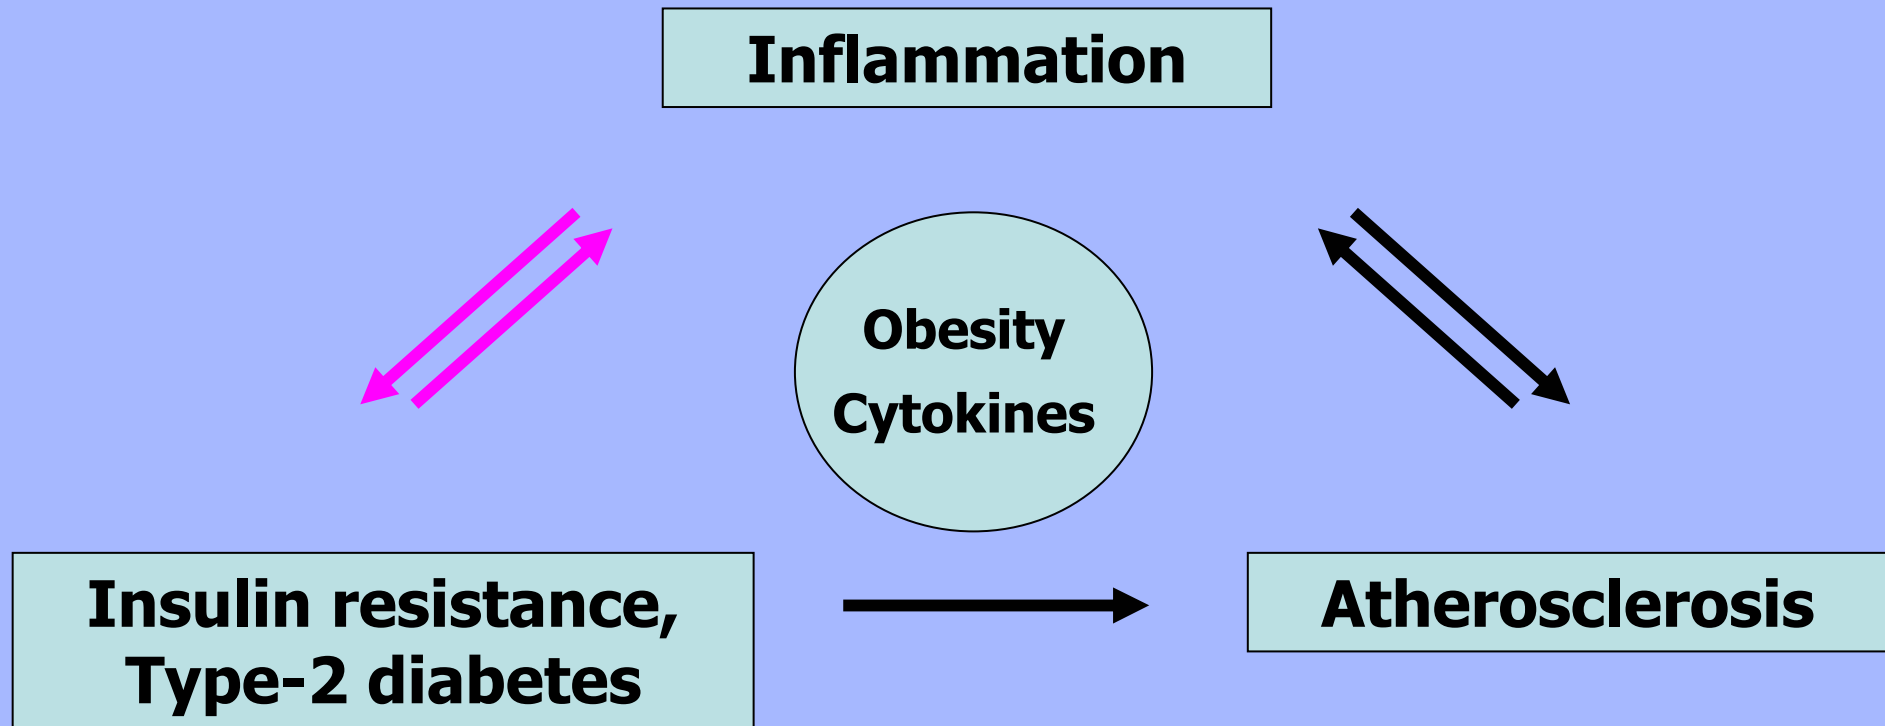 Inflammation
Obesity
Cytokines
Insulin resistance,
Type-2 diabetes
Atherosclerosis